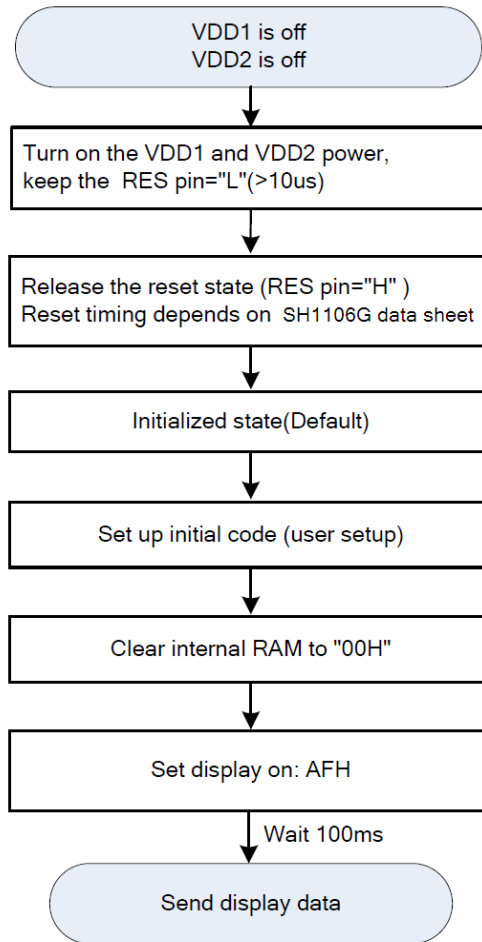 VDD1 is off
VDD2 is off
Turn on the VDD1 and VDD2 power,
keep the RES pin="L"(>10us)
Release the reset state (RES pin="H" )
Reset timing depends on SH1106G data sheet
Initialized state(Default)
Set up initial code (user setup)
Clear internal RAM to "00H"
Set display on: AFH
Wait 100ms
Send display data